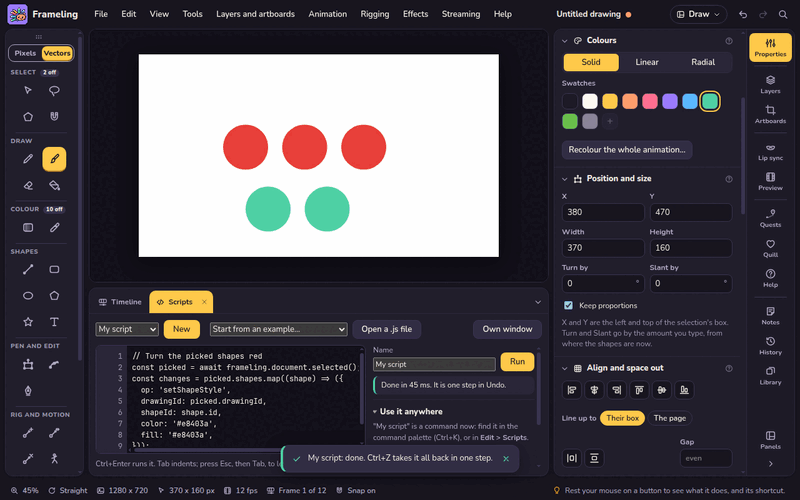 Frameling File Edit View Tools Layers and artboards Animation Rigging Effects Streaming Help Untitled drawing Draw
Pixels Vectors
SELECT 2 off
DRAW
COLOUR 10 off
SHAPES
PEN AND EDIT
RIG AND MOTION
Timeline Scripts
My script New Start from an example... Open a .js file Own window
1 // Turn the picked shapes red
2 const picked = await frameling.document.selected();
3 const changes = picked.shapes.map((shape) => ({
4 op: 'setShapeStyle',
5 drawingId: picked.drawingId,
6 shapeId: shape.id,
7 color: '#e8403a',
8 fill: '#e8403a',
9 }));
Name
My script Run
Done in 45 ms. It is one step in Undo.
Use it anywhere
"My script" is a command now: find it in
the command palette (Ctrl+K), or in Edit > Scripts.
Ctrl+Enter runs it. Tab indents; press Esc, then Tab, to
My script: done. Ctrl+Z takes it all back in one step.
Colours
Solid Linear Radial
Swatches
Recolour the whole animation...
Position and size
X Y
380 470
Width Height
370 160
Turn by Slant by
0 ° 0 °
Keep proportions
X and Y are the left and top of the selection's box.
Turn and Slant go by the amount you type, from
where the shapes are now.
Align and space out
Line up to Their box The page
Gap
even
Properties
Layers
Artboards
Lip sync
Preview
Quests
Quill
Help
Notes
History
Library
Panels
45% Straight 1280 x 720 370 x 160 px 12 fps Frame 1 of 12 Snap on Rest your mouse on a button to see what it does, and its shortcut.